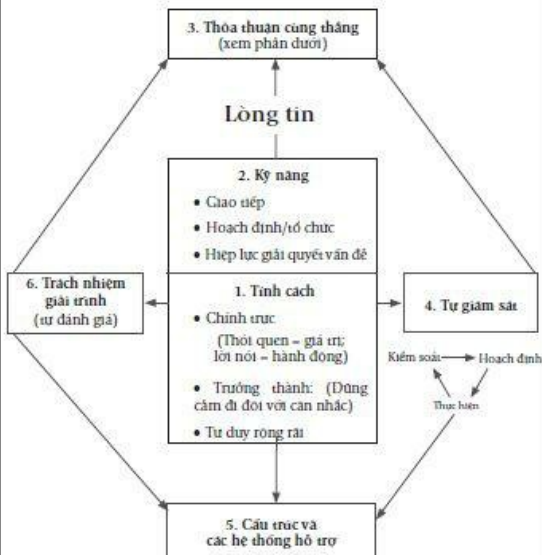 3. Thỏa thuận cùng thắng
(xem phần dưới)
Lòng tin
2. Kỹ năng
• Giao tiếp
• Hoạch định/tổ chức
• Hiệp lực giải quyết vấn đề
6. Trách nhiệm
giải trình
(tự đánh giá)
1. Tính cách
• Chính trực
(Thói quen – giá trị;
lời nói – hành động)
• Trưởng thành: (Dũng
cảm đi đôi với cân nhắc)
• Tư duy rộng rãi
4. Tự giám sát
Kiểm soát
Hoạch định
Thực hiện
5. Cấu trúc và
các hệ thống hỗ trợ